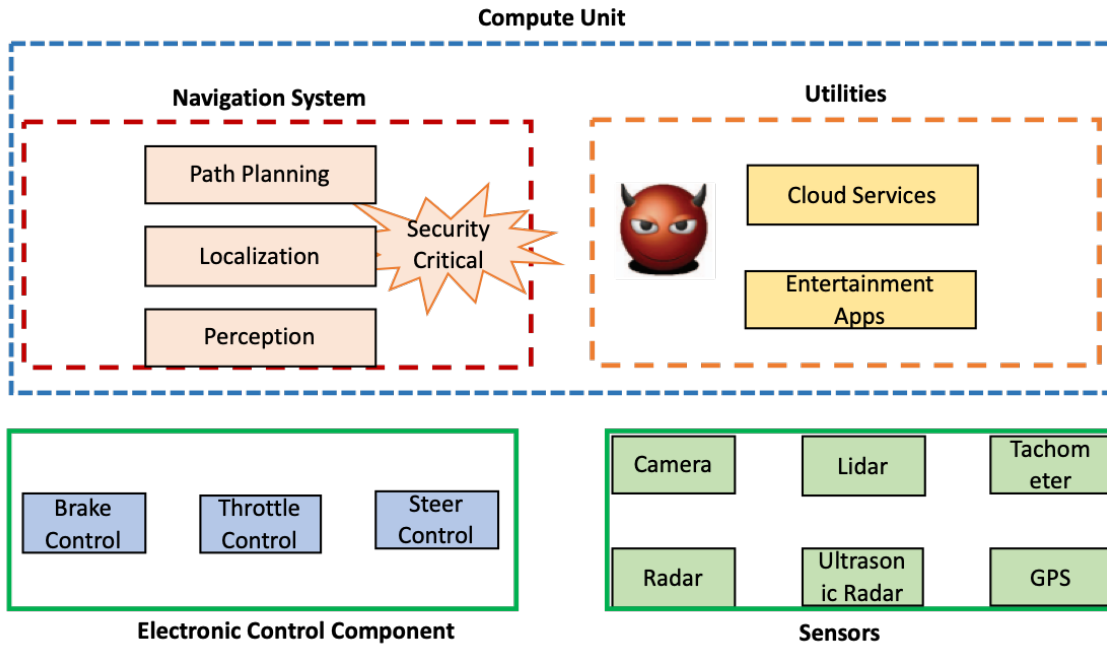 Compute Unit
Navigation System
Utilities
Path Planning
Localization
Perception
Security
Critical
Cloud Services
Entertainment
Apps
Brake
Control
Throttle
Control
Steer
Control
Electronic Control Component
Camera
Lidar
Tachom
eter
Radar
Ultrason
ic Radar
GPS
Sensors